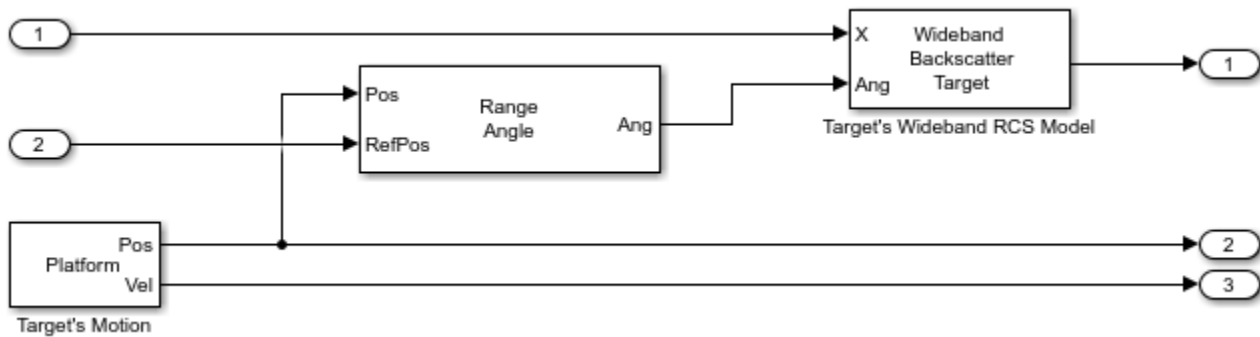 1
X
Wideband
Backscatter
Target
Ang
1
Target's Wideband RCS Model
Pos
Range
Angle
Ang
2
RefPos
Pos
Platform
Vel
Target's Motion
2
3